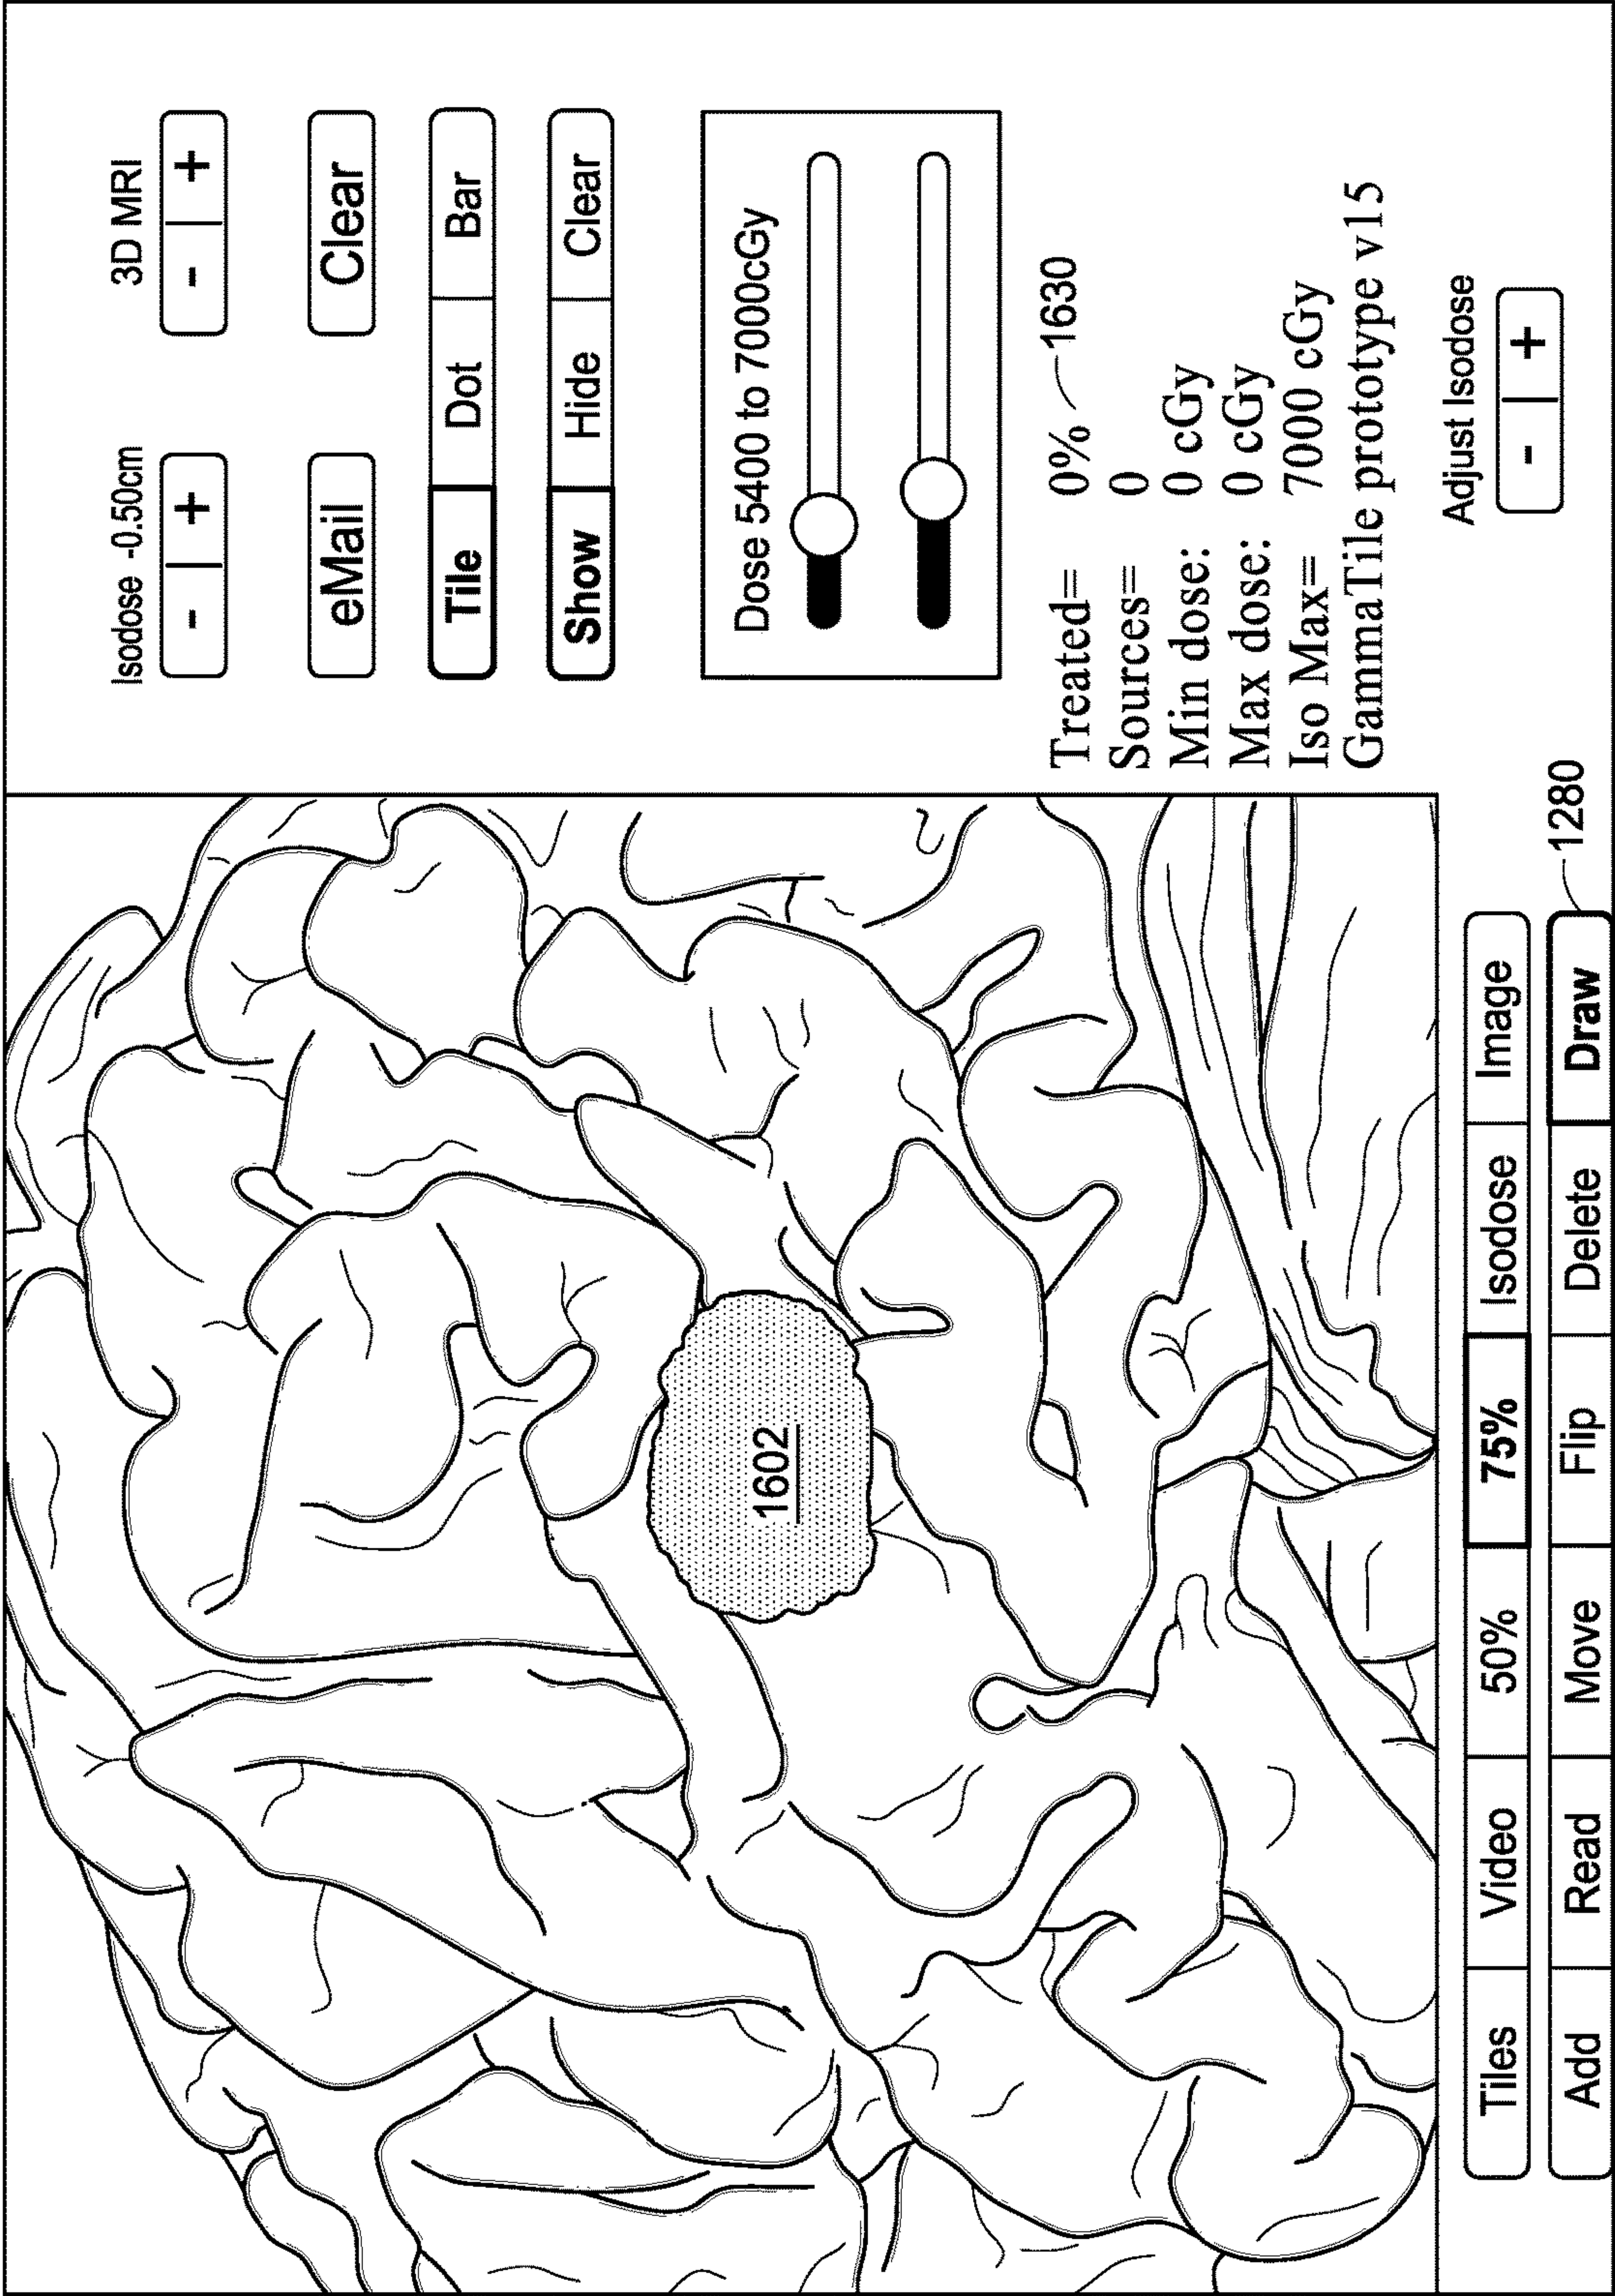 Isodose -0.50cm 3D MRI
- + - +
eMail Clear
Tile Dot Bar
Show Hide Clear
Dose 5400 to 7000cGy
1602
Treated= 0% 1630
Sources= 0
Min dose: 0 cGy
Max dose: 0 cGy
Iso Max= 7000 cGy
GammaTile prototype v15
Adjust Isodose
- +
Tiles Video 50% 75% Isodose Image
Add Read Move Flip Delete Draw 1280